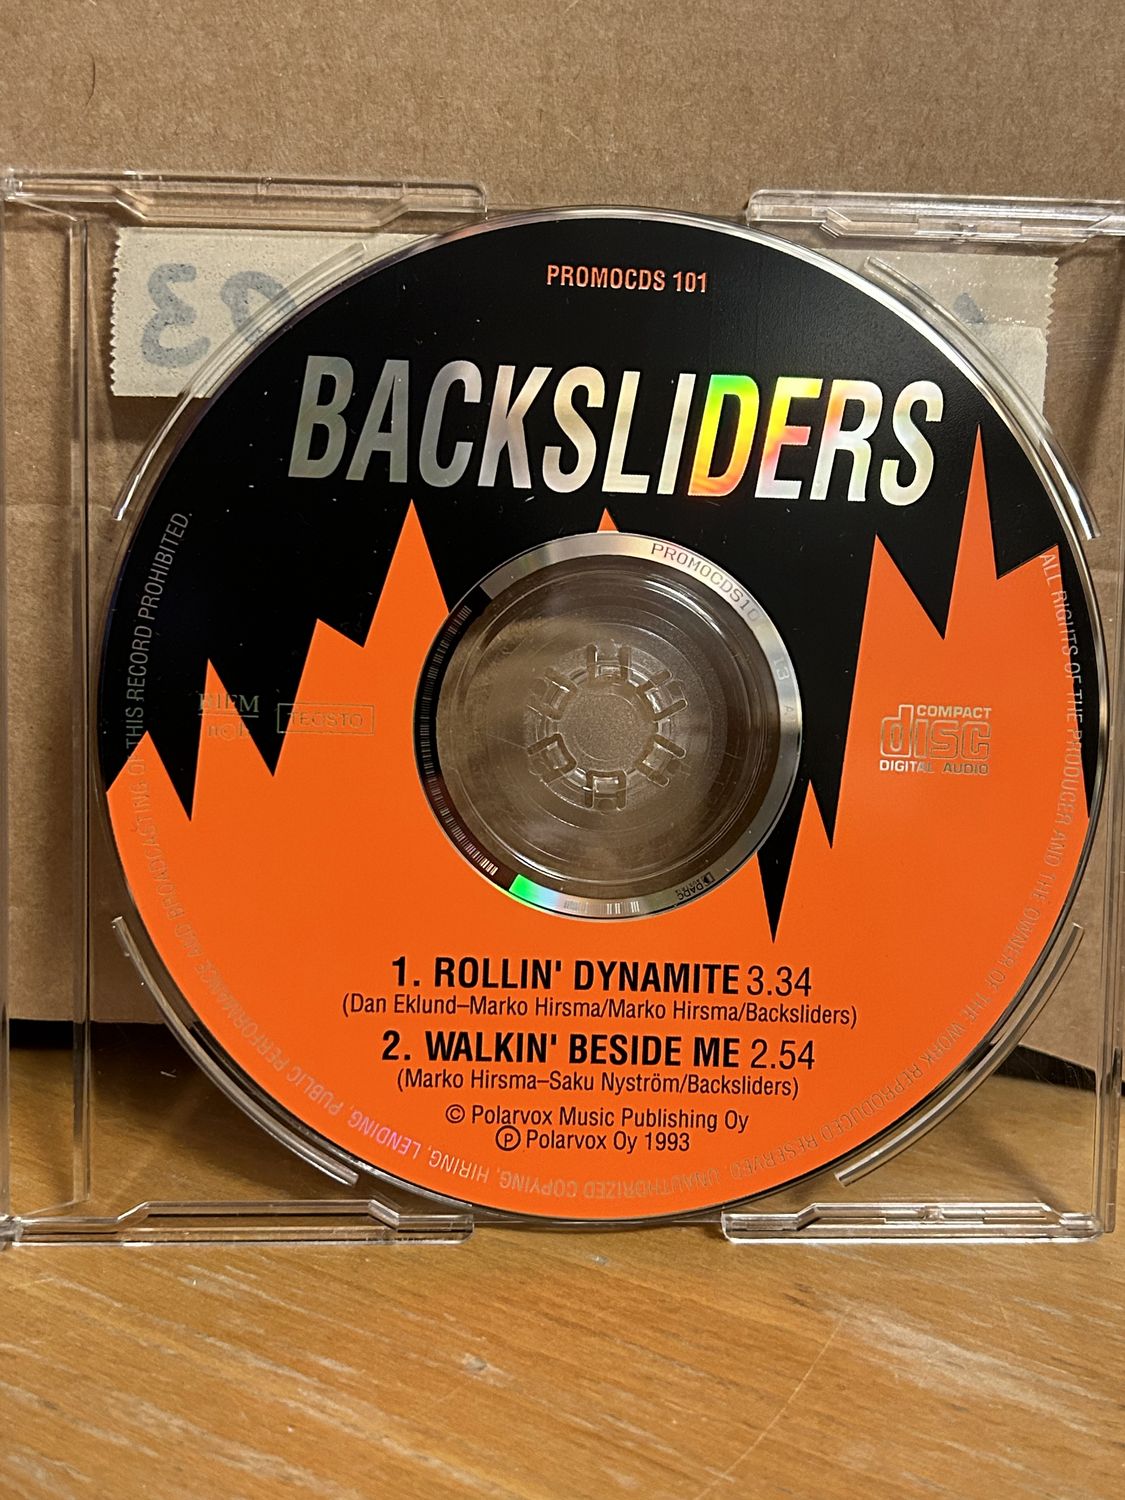 PROMOCDS 101
BACKSLIDERS
PROMOCDS10
TEOSTO
COMPACT
disc
DIGITAL AUDIO
1. ROLLIN' DYNAMITE 3.34
(Dan Eklund–Marko Hirsma/Marko Hirsma/Backsliders)
2. WALKIN' BESIDE ME 2.54
(Marko Hirsma–Saku Nyström/Backsliders)
© Polarvox Music Publishing Oy
Ⓟ Polarvox Oy 1993
ALL RIGHTS OF THE PRODUCER AND THE OWNER OF THE WORK REPRODUCED RESERVED. UNAUTHORIZED COPYING, HIRING, LENDING, PUBLIC PERFORMANCE AND BROADCASTING OF THIS RECORD PROHIBITED.